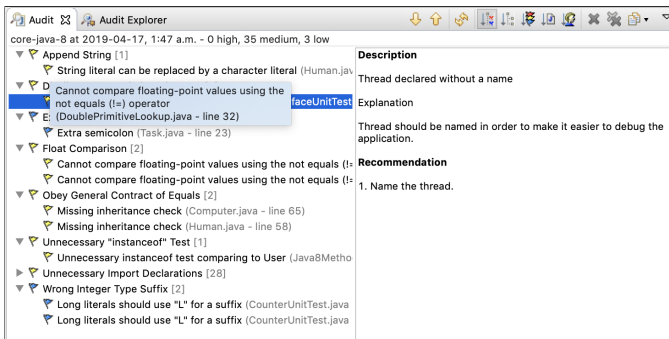 Audit
Audit Explorer
core-java-8 at 2019-04-17, 1:47 a.m. - 0 high, 35 medium, 3 low
Append String [1]
String literal can be replaced by a character literal (Human.jav
D
Cannot compare floating-point values using the
not equals (!=) operator
(DoublePrimitiveLookup.java - line 32)
faceUnitTest
E
Extra semicolon (Task.java - line 23)
Float Comparison [2]
Cannot compare floating-point values using the not equals (!=
Cannot compare floating-point values using the not equals (!=
Obey General Contract of Equals [2]
Missing inheritance check (Computer.java - line 65)
Missing inheritance check (Human.java - line 58)
Unnecessary "instanceof" Test [1]
Unnecessary instanceof test comparing to User (Java8Metho
Unnecessary Import Declarations [28]
Wrong Integer Type Suffix [2]
Long literals should use "L" for a suffix (CounterUnitTest.java
Long literals should use "L" for a suffix (CounterUnitTest.java
Description
Thread declared without a name
Explanation
Thread should be named in order to make it easier to debug the
application.
Recommendation
1. Name the thread.